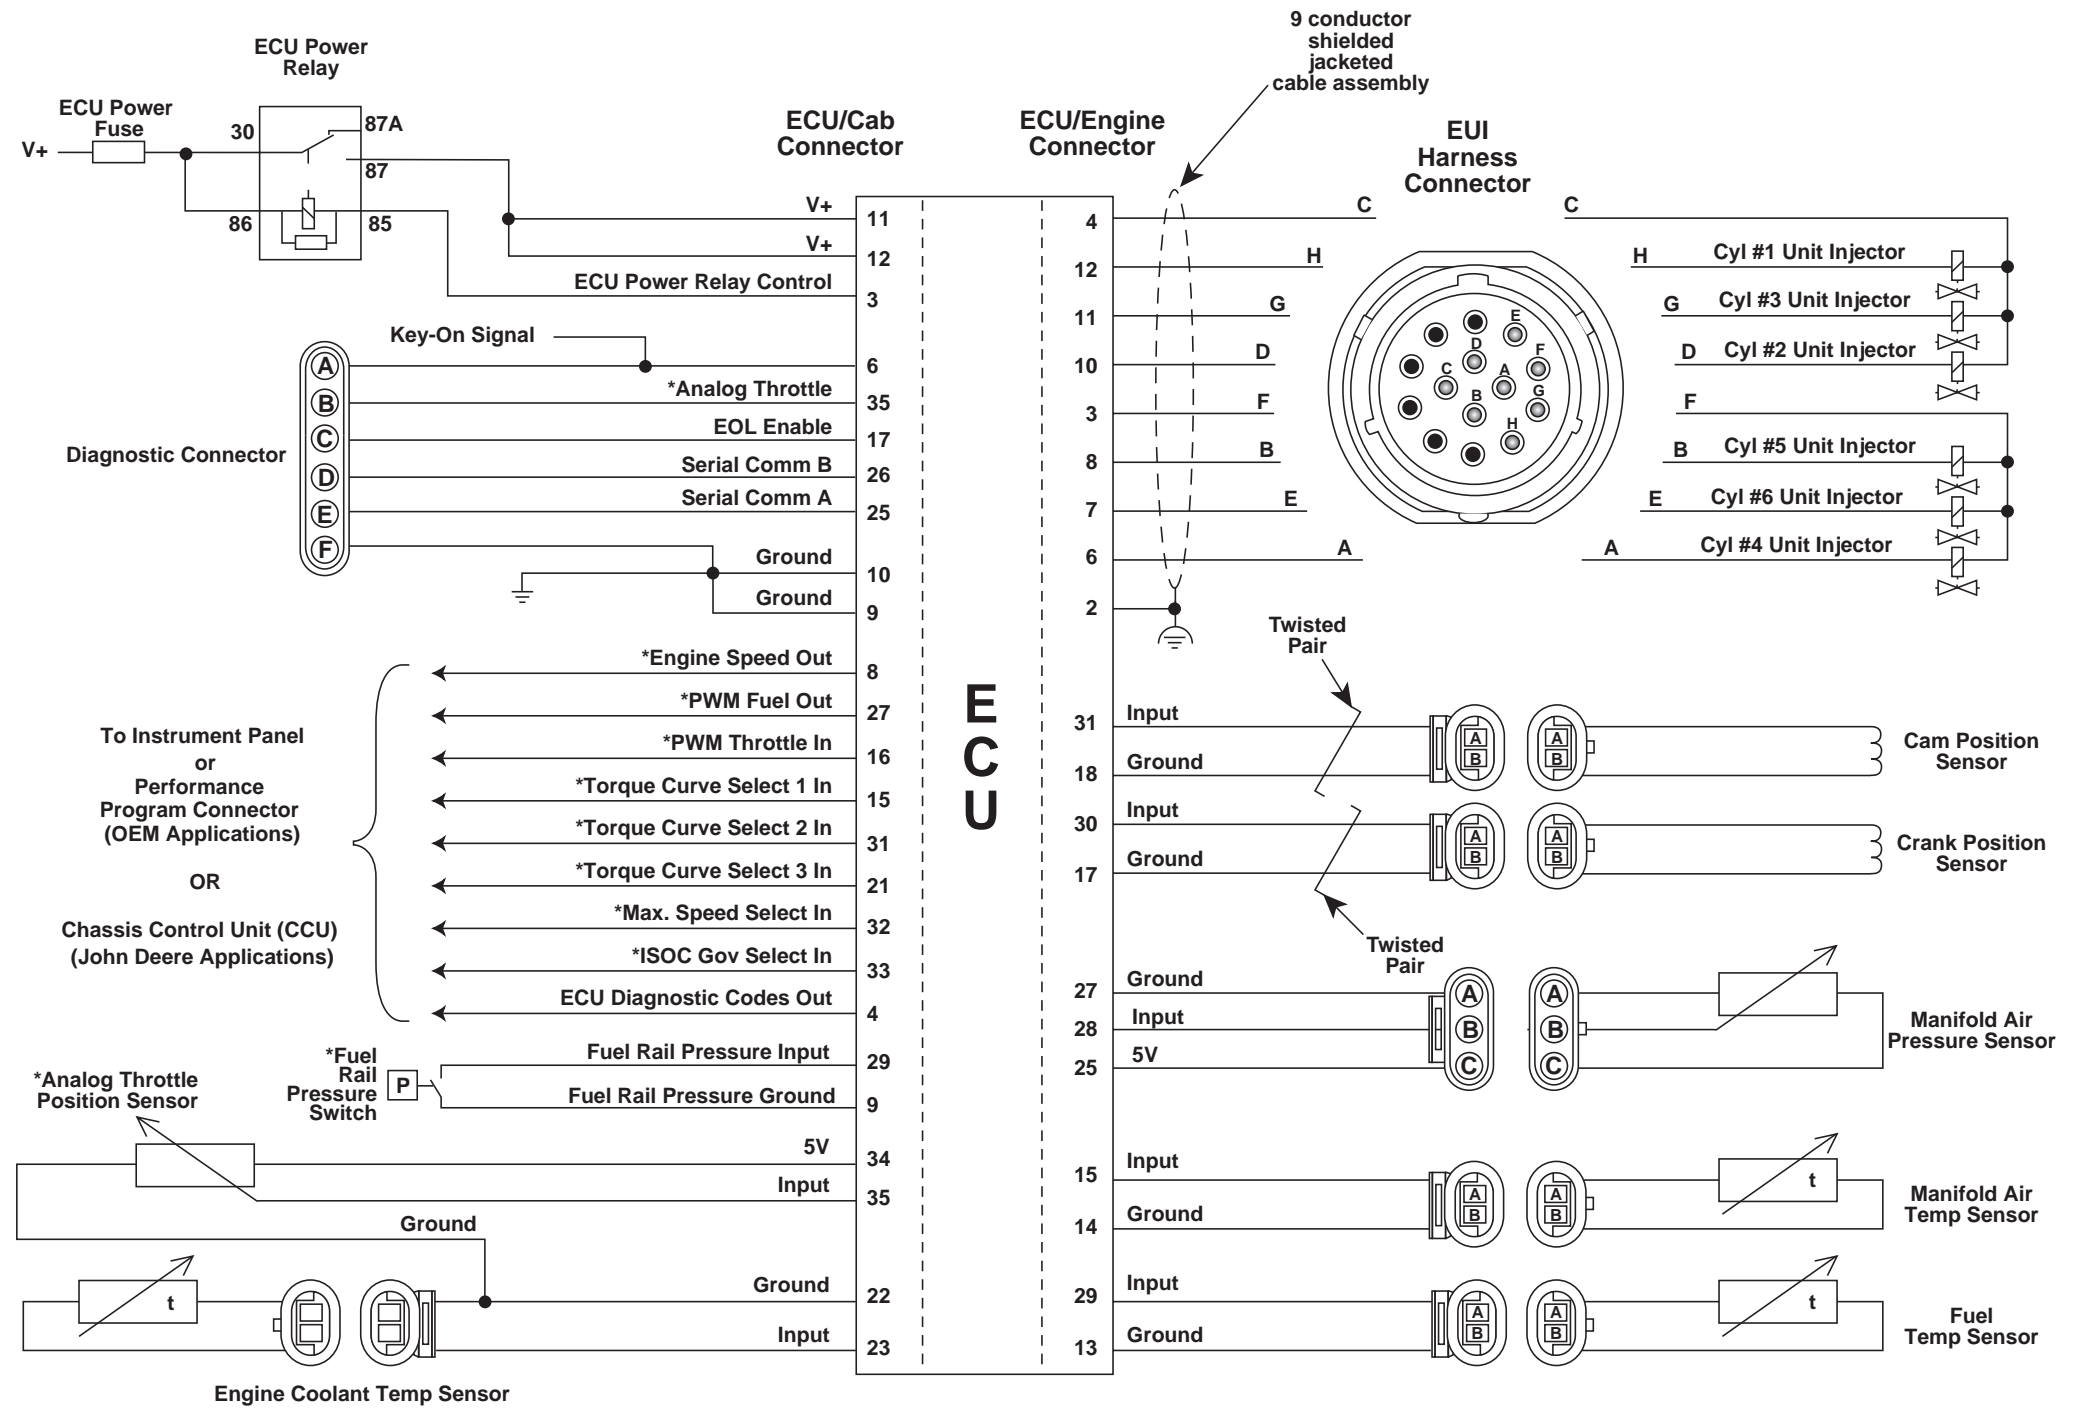 9 conductor
shielded
jacketed
cable assembly
ECU Power
Relay
ECU Power
Fuse
V+
30
87A
87
86
85
ECU/Cab
Connector
ECU/Engine
Connector
EUI
Harness
Connector
V+
11
V+
12
ECU Power Relay Control
3
Key-On Signal
6
*Analog Throttle
35
EOL Enable
17
Serial Comm B
26
Serial Comm A
25
Ground
10
Ground
9
Diagnostic Connector
A
B
C
D
E
F
*Engine Speed Out
8
*PWM Fuel Out
27
*PWM Throttle In
16
*Torque Curve Select 1 In
15
*Torque Curve Select 2 In
31
*Torque Curve Select 3 In
21
*Max. Speed Select In
32
*ISOC Gov Select In
33
ECU Diagnostic Codes Out
4
To Instrument Panel
or
Performance
Program Connector
(OEM Applications)
OR
Chassis Control Unit (CCU)
(John Deere Applications)
*Fuel
Rail
Pressure
Switch
P
Fuel Rail Pressure Input
29
Fuel Rail Pressure Ground
9
*Analog Throttle
Position Sensor
5V
34
Input
35
Ground
Ground
22
Input
23
t
Engine Coolant Temp Sensor
E
C
U
4
C
C
12
H
H
Cyl #1 Unit Injector
11
G
G
Cyl #3 Unit Injector
10
D
D
Cyl #2 Unit Injector
3
F
F
8
B
B
Cyl #5 Unit Injector
7
E
E
Cyl #6 Unit Injector
6
A
A
Cyl #4 Unit Injector
2
E
D
F
C
A
B
G
H
Twisted
Pair
31
Input
18
Ground
A
B
A
B
Cam Position
Sensor
30
Input
17
Ground
A
B
A
B
Crank Position
Sensor
Twisted
Pair
27
Ground
28
Input
25
5V
A
B
C
A
B
C
Manifold Air
Pressure Sensor
15
Input
14
Ground
A
B
A
B
t
Manifold Air
Temp Sensor
29
Input
13
Ground
A
B
A
B
t
Fuel
Temp Sensor